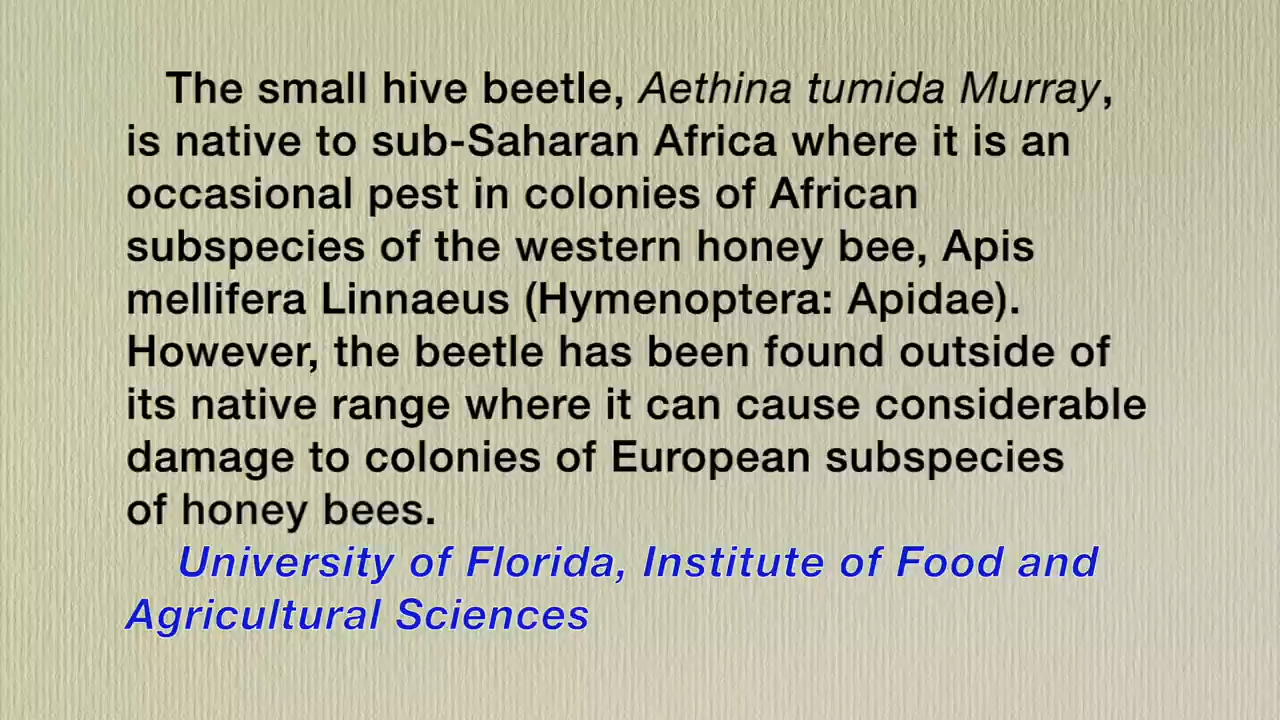 The small hive beetle, Aethina tumida Murray,
is native to sub-Saharan Africa where it is an
occasional pest in colonies of African
subspecies of the western honey bee, Apis
mellifera Linnaeus (Hymenoptera: Apidae).
However, the beetle has been found outside of
its native range where it can cause considerable
damage to colonies of European subspecies
of honey bees.
University of Florida, Institute of Food and
Agricultural Sciences